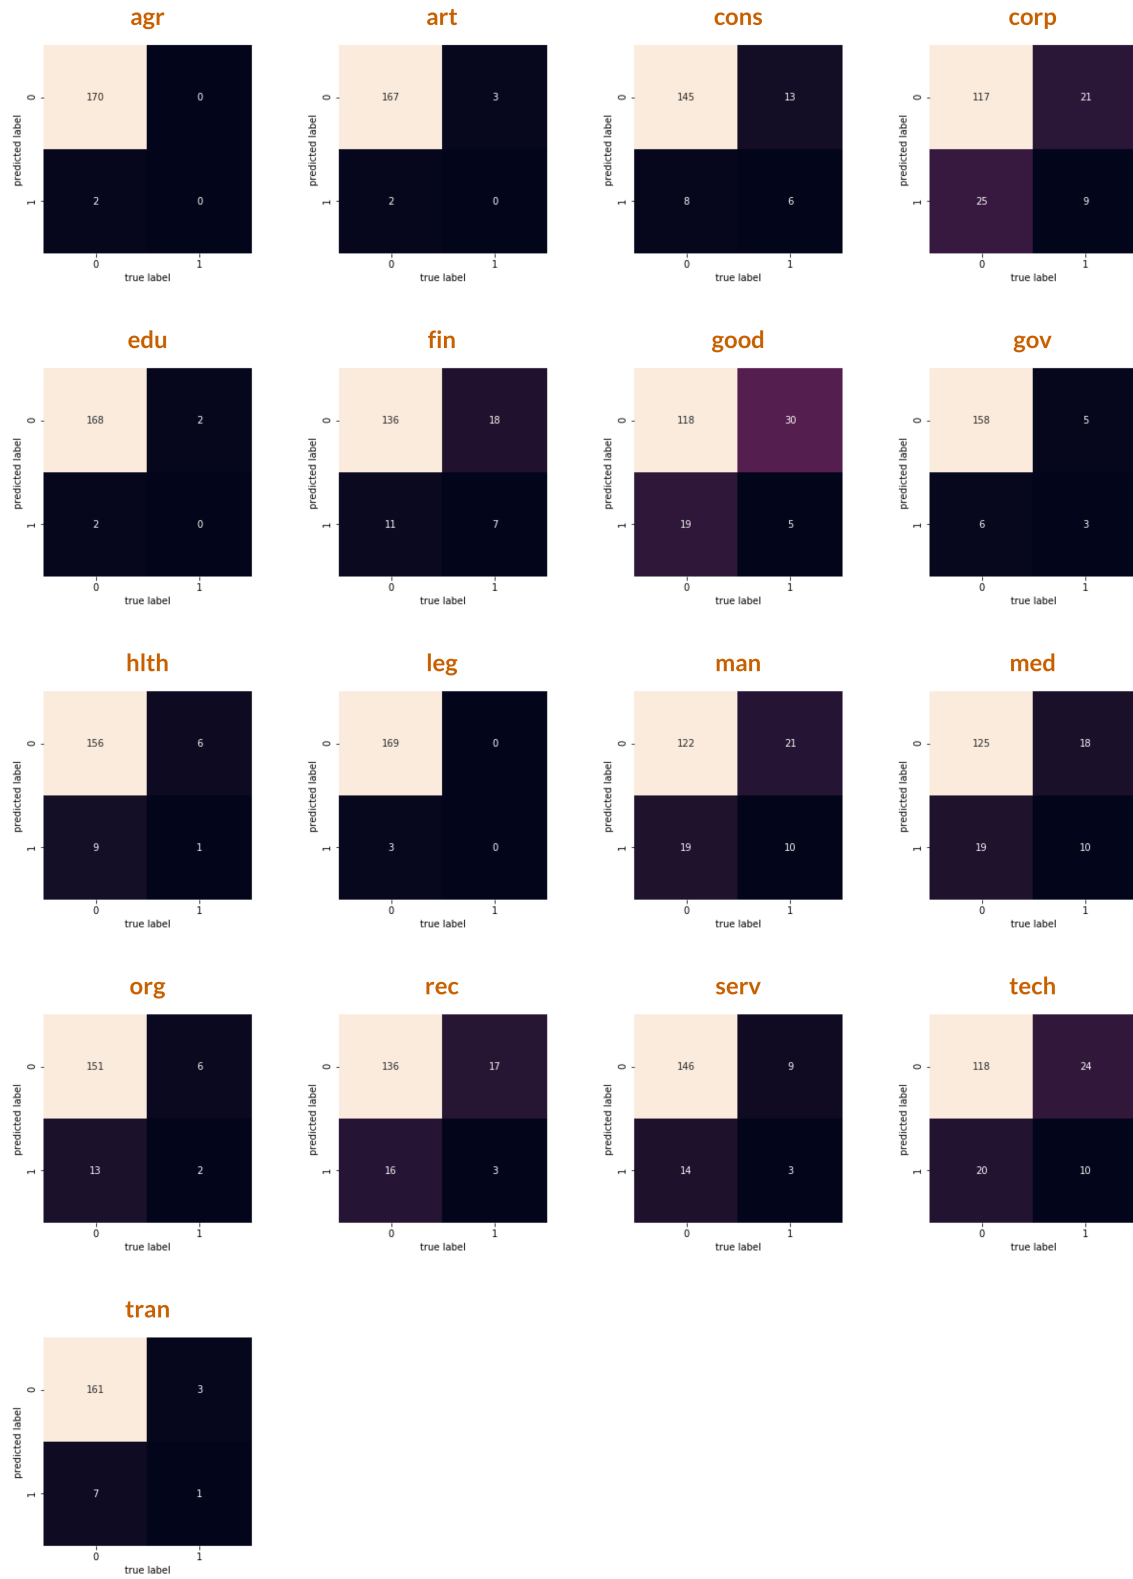 agr art cons corp
0 170 0 0 167 3 0 145 13 0 117 21
predicted label predicted label predicted label predicted label
1 2 0 1 2 0 1 8 6 1 25 9
0 1 0 1 0 1 0 1
true label true label true label true label
edu fin good gov
0 168 2 0 136 18 0 118 30 0 158 5
predicted label predicted label predicted label predicted label
1 2 0 1 11 7 1 19 5 1 6 3
0 1 0 1 0 1 0 1
true label true label true label true label
hlth leg man med
0 156 6 0 169 0 0 122 21 0 125 18
predicted label predicted label predicted label predicted label
1 9 1 1 3 0 1 19 10 1 19 10
0 1 0 1 0 1 0 1
true label true label true label true label
org rec serv tech
0 151 6 0 136 17 0 146 9 0 118 24
predicted label predicted label predicted label predicted label
1 13 2 1 16 3 1 14 3 1 20 10
0 1 0 1 0 1 0 1
true label true label true label true label
tran
0 161 3
predicted label
1 7 1
0 1
true label